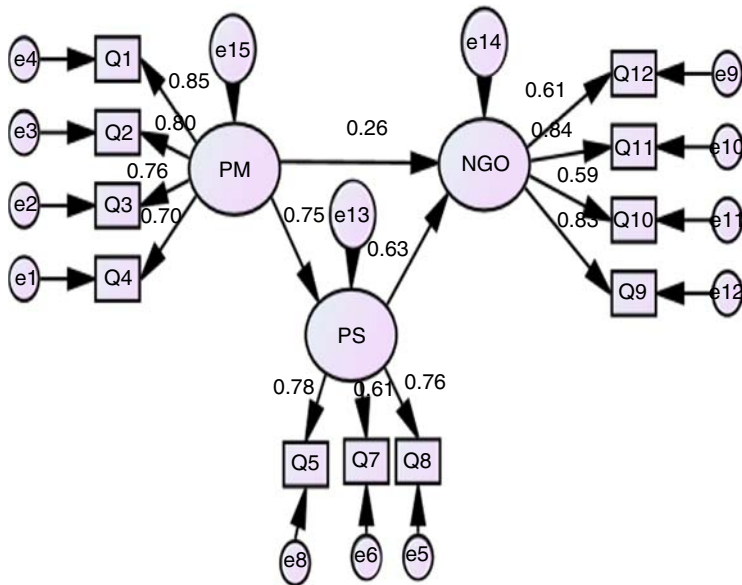 e4
Q1
0.85
e15
e14
Q12
e9
0.61
e3
Q2
0.80
0.26
0.84
Q11
e10
PM
NGO
0.76
e2
Q3
0.70
0.75
e13
0.63
0.59
0.83
Q10
e11
e1
Q4
Q9
e12
PS
0.78
0.61
0.76
Q5
Q7
Q8
e8
e6
e5